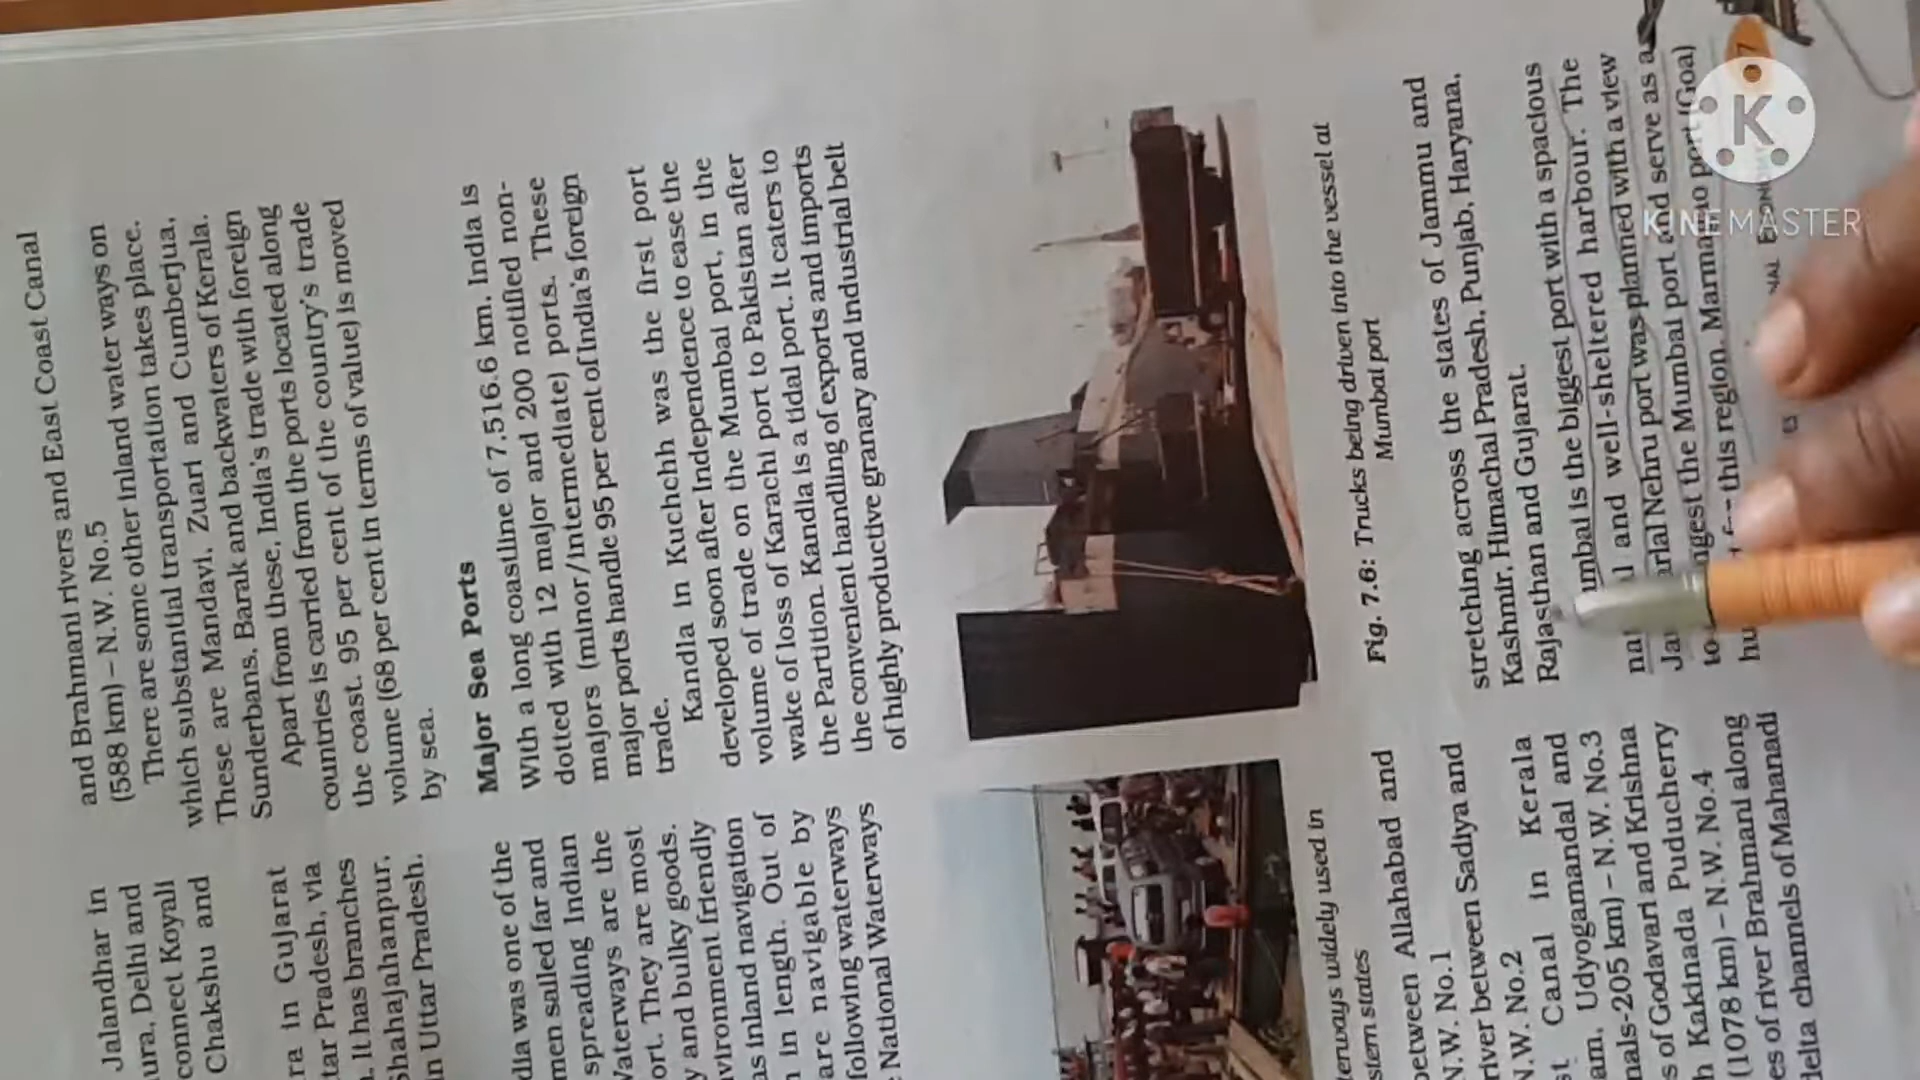 Jalandhar in
ura, Delhi and
connect Koyali
Chakshu and
ra in Gujarat
tar Pradesh, via
. It has branches
Shahajahanpur.
n Uttar Pradesh.
dia was one of the
men sailed far and
spreading Indian
Waterways are the
ort. They are most
y and bulky goods.
vironment friendly
as inland navigation
in length. Out of
are navigable by
following waterways
National Waterways
terways widely used in
stern states
between Allahabad and
N.W. No.1
river between Sadiya and
N.W. No.2
st Canal in Kerala
am, Udyogamandal and
nals-205 km) – N.W. No.3
s of Godavari and Krishna
h Kakinada Puducherry
(1078 km) – N.W. No.4
es of river Brahmani along
delta channels of Mahanadi
and Brahmani rivers and East Coast Canal
(588 km) – N.W. No.5
There are some other inland water ways on
which substantial transportation takes place.
These are Mandavi, Zuari and Cumberjua,
Sunderbans, Barak and backwaters of Kerala.
Apart from these, India's trade with foreign
countries is carried from the ports located along
the coast. 95 per cent of the country's trade
volume (68 per cent in terms of value) is moved
by sea.
Major Sea Ports
With a long coastline of 7,516.6 km, India is
dotted with 12 major and 200 notified non-
majors (minor/intermediate) ports. These
major ports handle 95 per cent of India's foreign
trade.
Kandla in Kuchchh was the first port
developed soon after Independence to ease the
volume of trade on the Mumbai port, in the
wake of loss of Karachi port to Pakistan after
the Partition. Kandla is a tidal port. It caters to
the convenient handling of exports and imports
of highly productive granary and industrial belt
Fig. 7.6: Trucks being driven into the vessel at
Mumbai port
stretching across the states of Jammu and
Kashmir, Himachal Pradesh, Punjab, Haryana,
Rajasthan and Gujarat.
umbai is the biggest port with a spacious
and well-sheltered harbour. The
arlal Nehru port was planned with a view
the Mumbai port and serve as a
this region. Marmagao port (Goa)
K
KINEMASTER